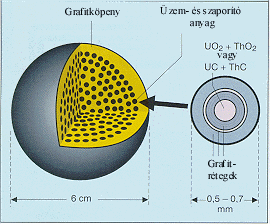 Grafitköpeny
Üzem- és szaporító
anyag
UO2 + ThO2
vagy
UC + ThC
Grafit-
rétegek
6 cm
0,5 – 0.7
mm